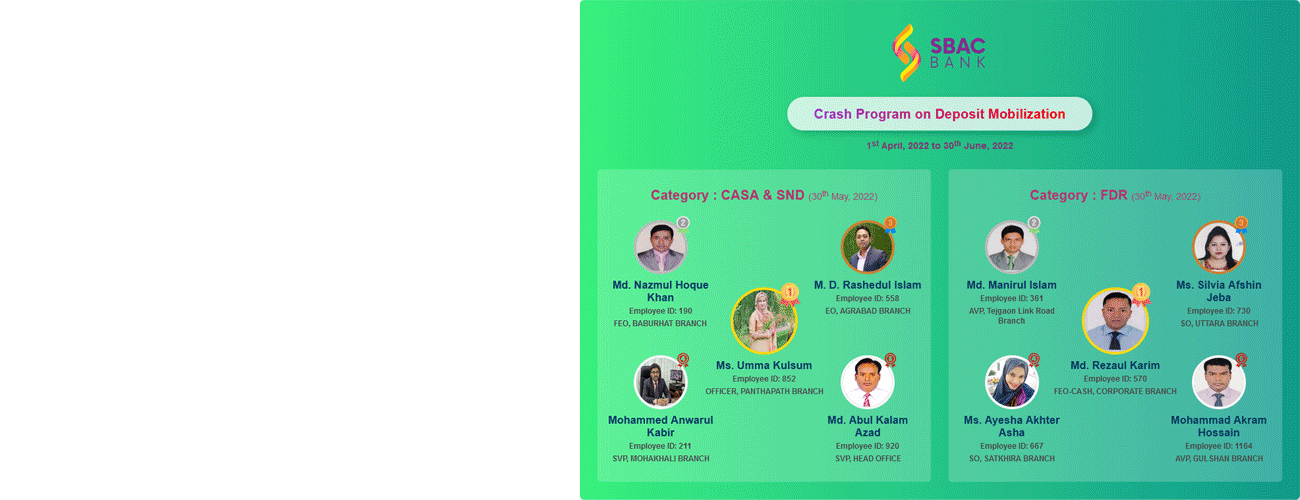 SBAC
BANK
Crash Program on Deposit Mobilization
1st April, 2022 to 30th June, 2022
Category : CASA & SND (30th May, 2022)
2
Md. Nazmul Hoque
Khan
Employee ID: 190
FEO, BABURHAT BRANCH
3
M. D. Rashedul Islam
Employee ID: 558
EO, AGRABAD BRANCH
1
Ms. Umma Kulsum
Employee ID: 852
OFFICER, PANTHAPATH BRANCH
Mohammed Anwarul
Kabir
Employee ID: 211
SVP, MOHAKHALI BRANCH
Md. Abul Kalam
Azad
Employee ID: 920
SVP, HEAD OFFICE
Category : FDR (30th May, 2022)
2
Md. Manirul Islam
Employee ID: 361
AVP, Tejgaon Link Road
Branch
3
Ms. Silvia Afshin
Jeba
Employee ID: 730
SO, UTTARA BRANCH
1
Md. Rezaul Karim
Employee ID: 570
FEO-CASH, CORPORATE BRANCH
Ms. Ayesha Akhter
Asha
Employee ID: 667
SO, SATKHIRA BRANCH
Mohammad Akram
Hossain
Employee ID: 1164
AVP, GULSHAN BRANCH